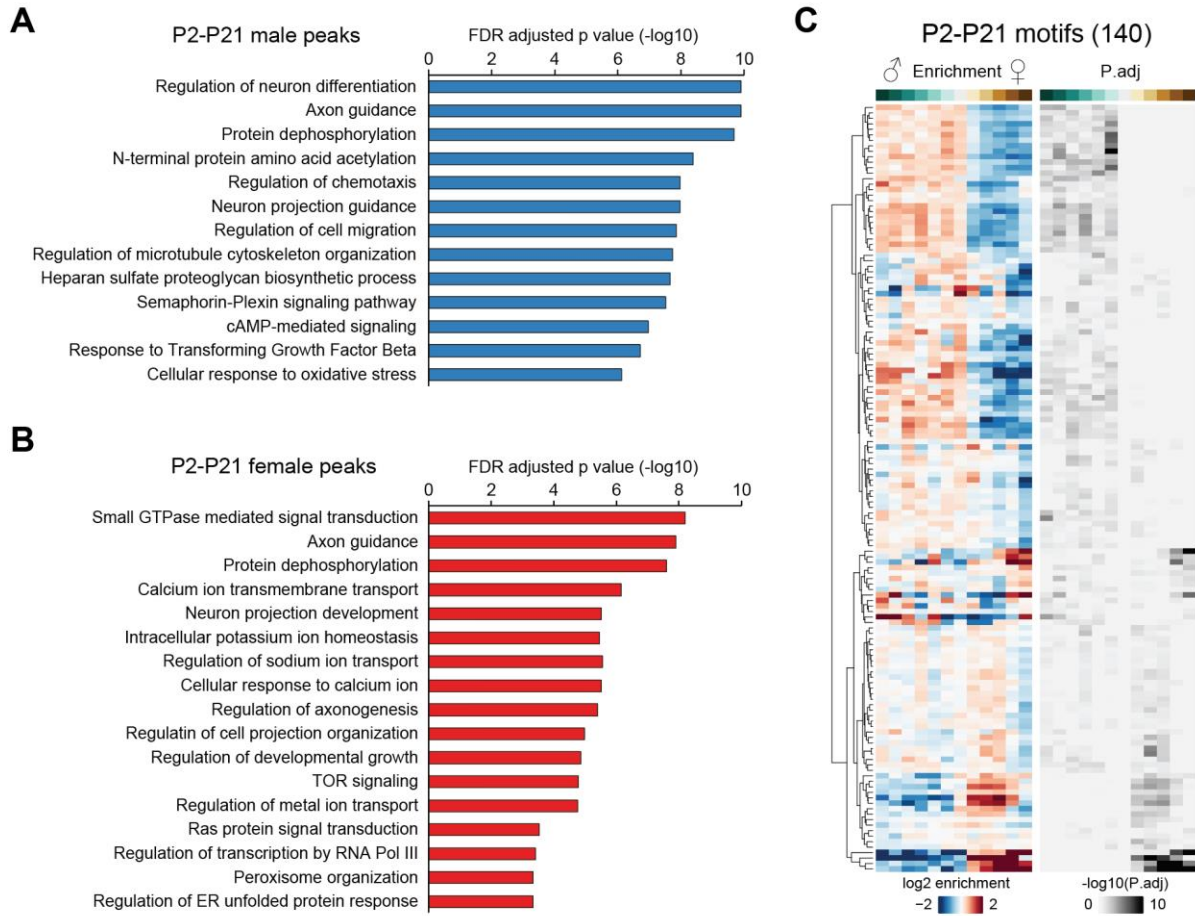 A
P2-P21 male peaks
FDR adjusted p value (-log10)
0 2 4 6 8 10
Regulation of neuron differentiation
Axon guidance
Protein dephosphorylation
N-terminal protein amino acid acetylation
Regulation of chemotaxis
Neuron projection guidance
Regulation of cell migration
Regulation of microtubule cytoskeleton organization
Heparan sulfate proteoglycan biosynthetic process
Semaphorin-Plexin signaling pathway
cAMP-mediated signaling
Response to Transforming Growth Factor Beta
Cellular response to oxidative stress
B
P2-P21 female peaks
FDR adjusted p value (-log10)
0 2 4 6 8 10
Small GTPase mediated signal transduction
Axon guidance
Protein dephosphorylation
Calcium ion transmembrane transport
Neuron projection development
Intracellular potassium ion homeostasis
Regulation of sodium ion transport
Cellular response to calcium ion
Regulation of axonogenesis
Regulatin of cell projection organization
Regulation of developmental growth
TOR signaling
Regulation of metal ion transport
Ras protein signal transduction
Regulation of transcription by RNA Pol III
Peroxisome organization
Regulation of ER unfolded protein response
C
P2-P21 motifs (140)
♂ Enrichment ♀
P.adj
log2 enrichment
−2 2
-log10(P.adj)
0 10